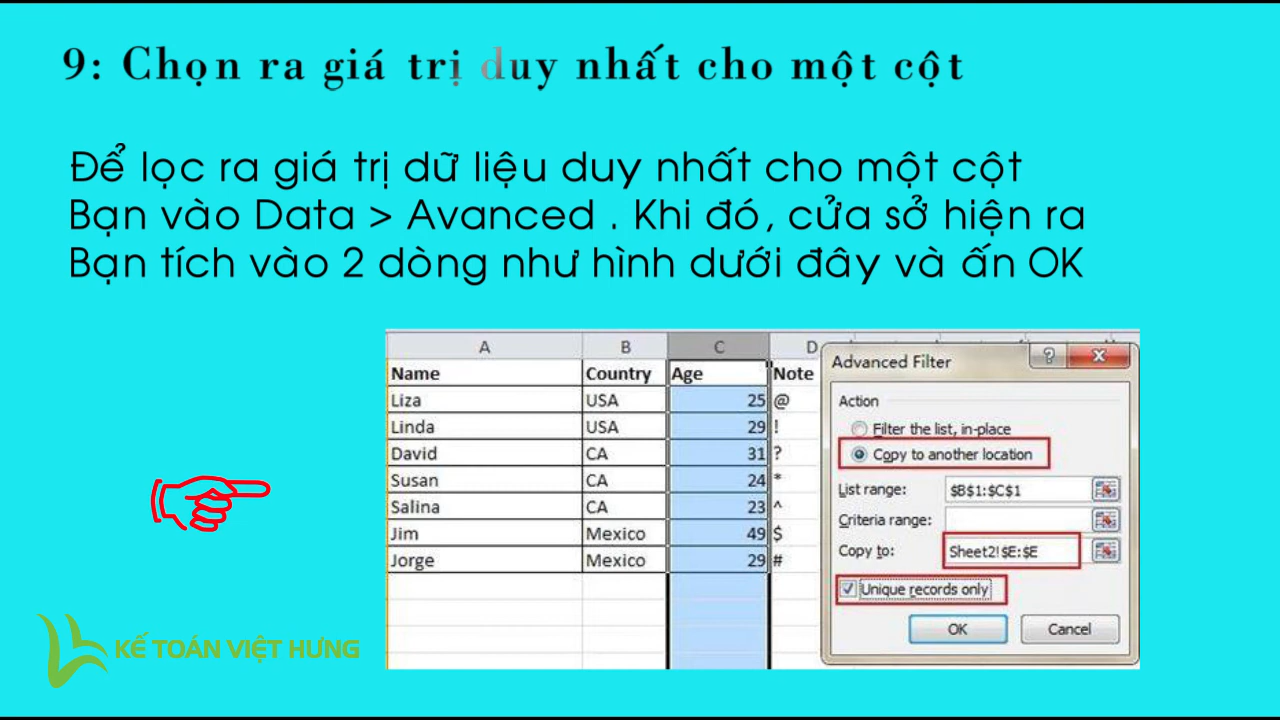 9: Chọn ra giá trị duy nhất cho một cột
Để lọc ra giá trị dữ liệu duy nhất cho một cột
Bạn vào Data > Avanced . Khi đó, cửa sở hiện ra
Bạn tích vào 2 dòng như hình dưới đây và ấn OK
A B C D
Name Country Age Note
Liza USA 25 @
Linda USA 29 !
David CA 31 ?
Susan CA 24 *
Salina CA 23 ^
Jim Mexico 49 $
Jorge Mexico 29 #
Advanced Filter
Action
Filter the list, in-place
Copy to another location
List range: $B$1:$C$1
Criteria range:
Copy to: Sheet2!$E:$E
Unique records only
OK Cancel
KẾ TOÁN VIỆT HƯNG